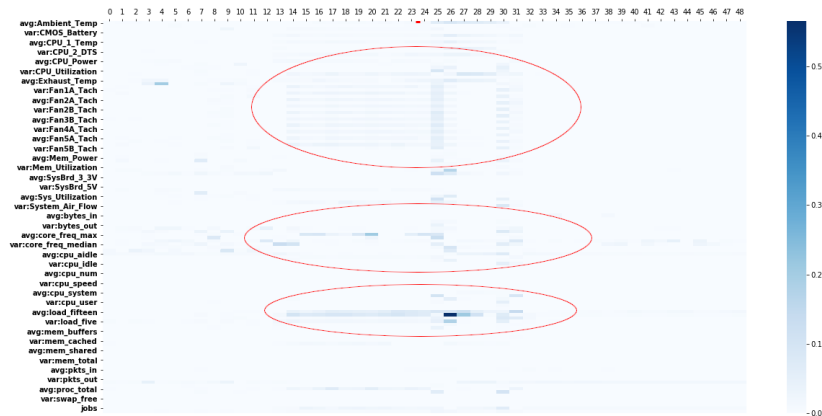 0 1 2 3 4 5 6 7 8 9 10 11 12 13 14 15 16 17 18 19 20 21 22 23 24 25 26 27 28 29 30 31 32 33 34 35 36 37 38 39 40 41 42 43 44 45 46 47 48
avg:Ambient_Temp
var:CMOS_Battery
avg:CPU_1_Temp
var:CPU_2_DTS
avg:CPU_Power
var:CPU_Utilization
avg:Exhaust_Temp
var:Fan1A_Tach
avg:Fan2A_Tach
var:Fan2B_Tach
avg:Fan3B_Tach
var:Fan4A_Tach
avg:Fan5A_Tach
var:Fan5B_Tach
avg:Mem_Power
var:Mem_Utilization
avg:SysBrd_3_3V
var:SysBrd_5V
avg:Sys_Utilization
var:System_Air_Flow
avg:bytes_in
var:bytes_out
avg:core_freq_max
var:core_freq_median
avg:cpu_aidle
var:cpu_idle
avg:cpu_num
var:cpu_speed
avg:cpu_system
var:cpu_user
avg:load_fifteen
var:load_five
avg:mem_buffers
var:mem_cached
avg:mem_shared
var:mem_total
avg:pkts_in
var:pkts_out
avg:proc_total
var:swap_free
jobs
0.5
0.4
0.3
0.2
0.1
0.0